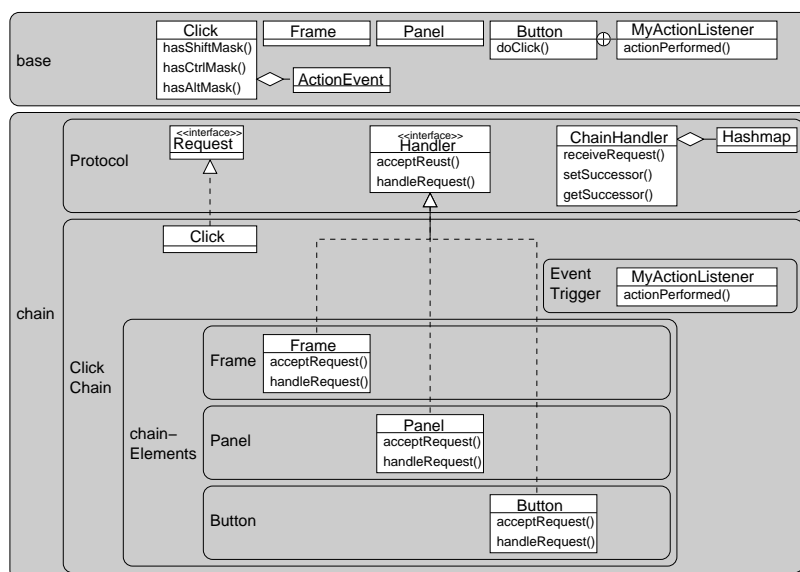 base
Click
hasShiftMask()
hasCtrlMask()
hasAltMask()
Frame
Panel
Button
doClick()
MyActionListener
actionPerformed()
ActionEvent
chain
Protocol
<<interface>>
Request
<<interface>>
Handler
acceptReust()
handleRequest()
ChainHandler
receiveRequest()
setSuccessor()
getSuccessor()
Hashmap
Click
Chain
Click
Event
Trigger
MyActionListener
actionPerformed()
chain–
Elements
Frame
Frame
acceptRequest()
handleRequest()
Panel
Panel
acceptRequest()
handleRequest()
Button
Button
acceptRequest()
handleRequest()